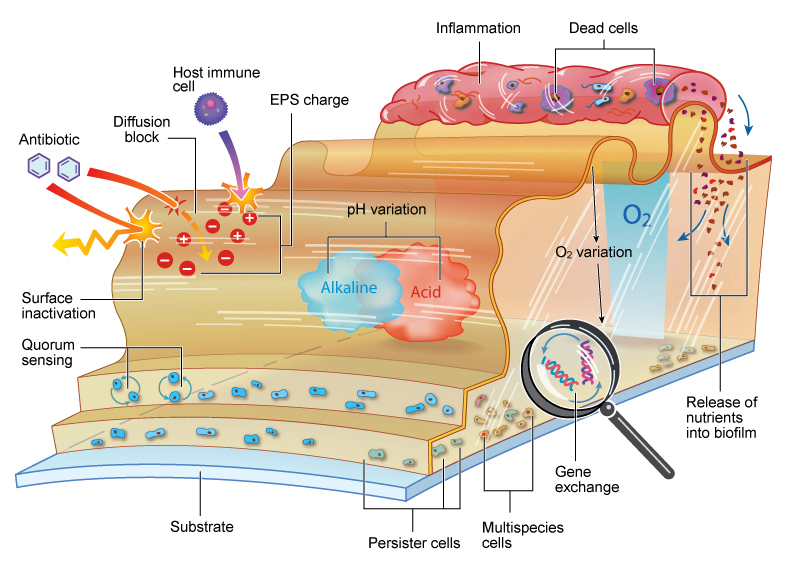 Inflammation
Dead cells
Host immune
cell
EPS charge
Diffusion
block
Antibiotic
pH variation
O2
O2 variation
Alkaline
Acid
Surface
inactivation
Quorum
sensing
Release of
nutrients
into biofilm
Gene
exchange
Substrate
Persister cells
Multispecies
cells